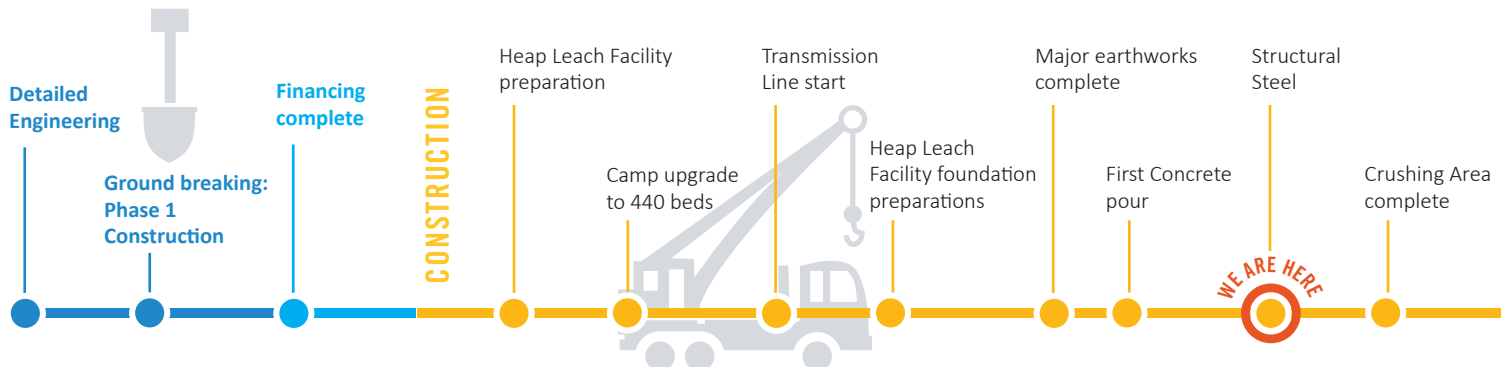 Detailed
Engineering
Ground breaking:
Phase 1
Construction
Financing
complete
CONSTRUCTION
Heap Leach Facility
preparation
Camp upgrade
to 440 beds
Transmission
Line start
Heap Leach
Facility foundation
preparations
Major earthworks
complete
First Concrete
pour
Structural
Steel
WE ARE HERE
Crushing Area
complete